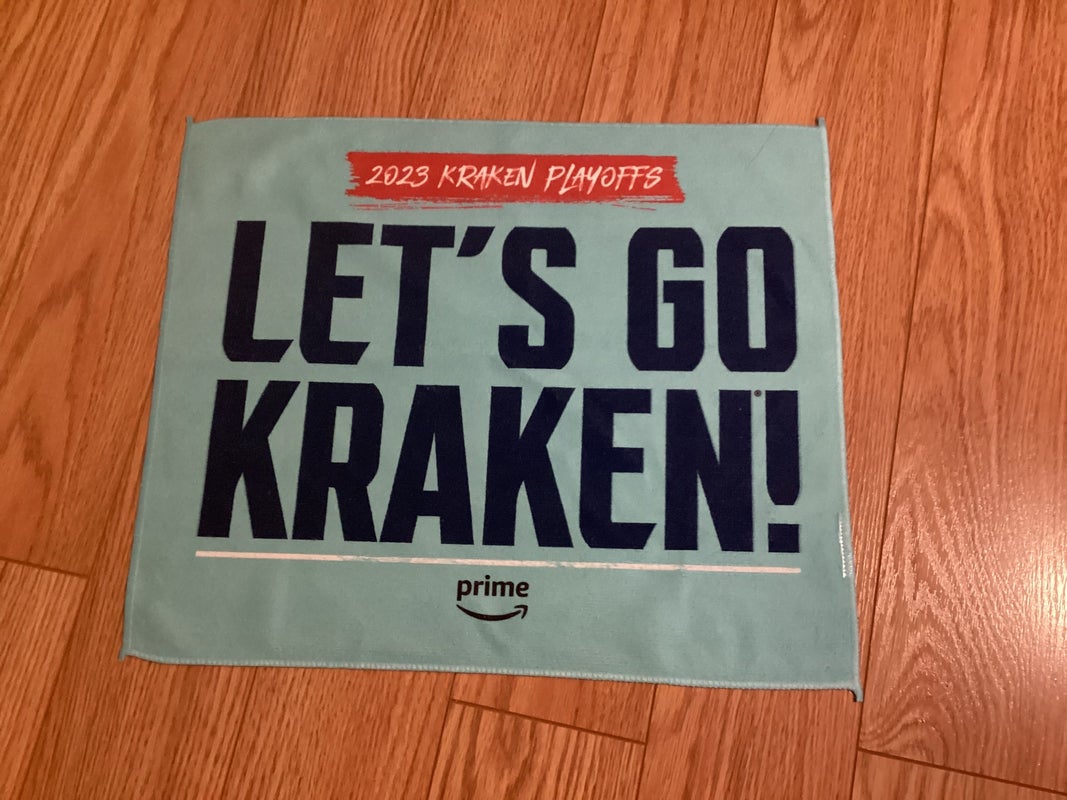 2023 KRAKEN PLAYOFFS
LET'S GO
KRAKEN!
prime